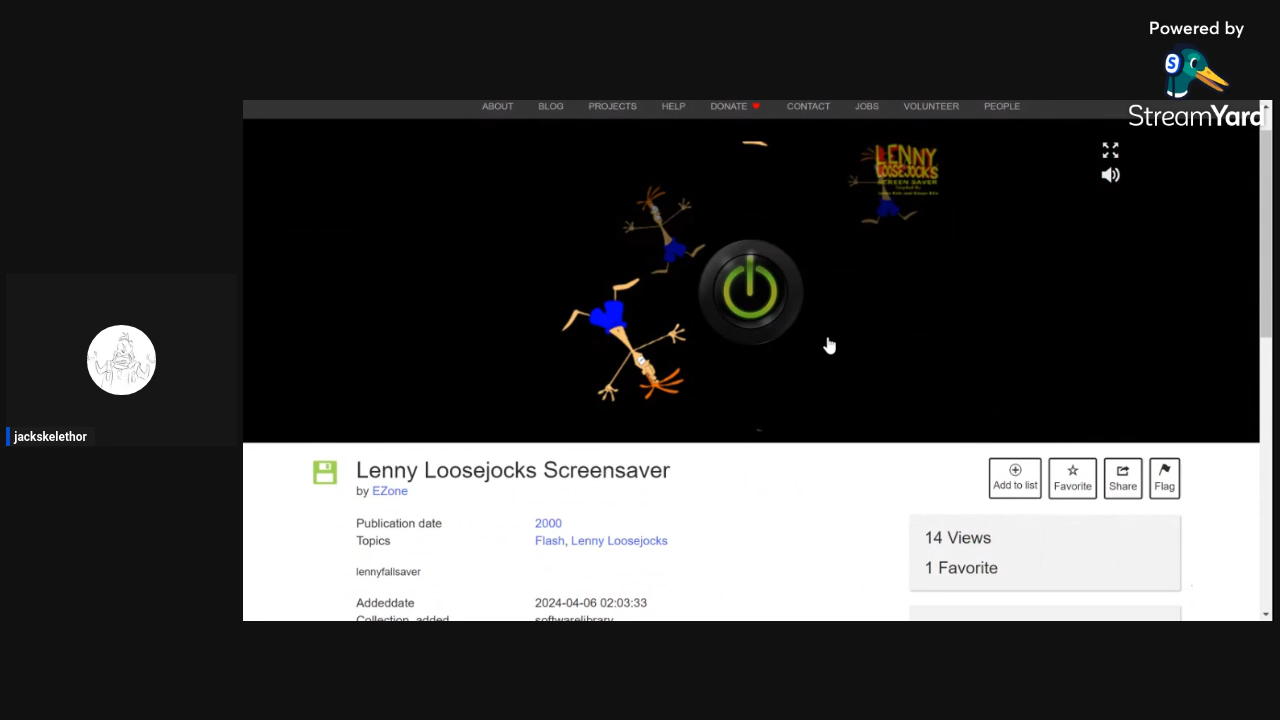 Powered by
StreamYard
ABOUT BLOG PROJECTS HELP DONATE CONTACT JOBS VOLUNTEER PEOPLE
LENNY
LOOSEJOCKS
SCREEN SAVER
jackskelethor
Lenny Loosejocks Screensaver
by EZone
Add to list
Favorite
Share
Flag
Publication date 2000
Topics Flash, Lenny Loosejocks
lennyfallsaver
Addeddate 2024-04-06 02:03:33
Collection_added softwarelibrary
14 Views
1 Favorite